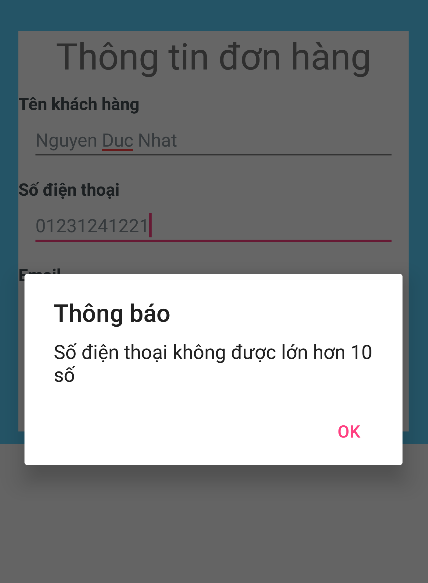 Thông tin đơn hàng
Tên khách hàng
Nguyen Duc Nhat
Số điện thoại
01231241221
Email
Thông báo
Số điện thoại không được lớn hơn 10
số
OK